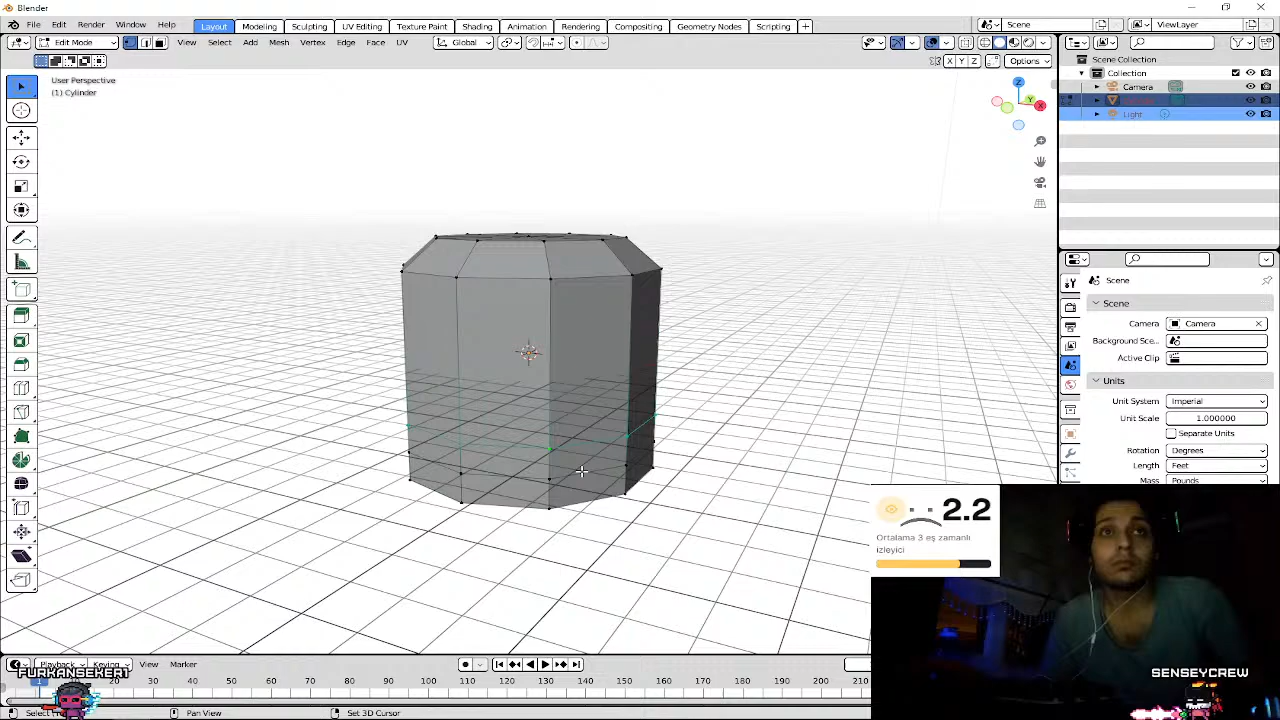 Blender
File Edit Render Window Help Layout Modeling Sculpting UV Editing Texture Paint Shading Animation Rendering Compositing Geometry Nodes Scripting + Scene ViewLayer
Edit Mode View Select Add Mesh Vertex Edge Face UV Global
X Y Z Options
User Perspective
(1) Cylinder
Z
Y
X
Scene Collection
Collection
Camera
Light
Scene
Scene
Camera Camera
Background Sce...
Active Clip
Units
Unit System Imperial
Unit Scale 1.000000
Separate Units
Rotation Degrees
Length Feet
Mass Pounds
2.2
Ortalama 3 eş zamanlı
izleyici
Playback Keying View Marker
FURKANSEKER1
SENSEYCREW
1 20 30 40 50 60 70 80 90 100 110 120 130 140 150 160 170 180 190 200 210
Select Pan View Set 3D Cursor